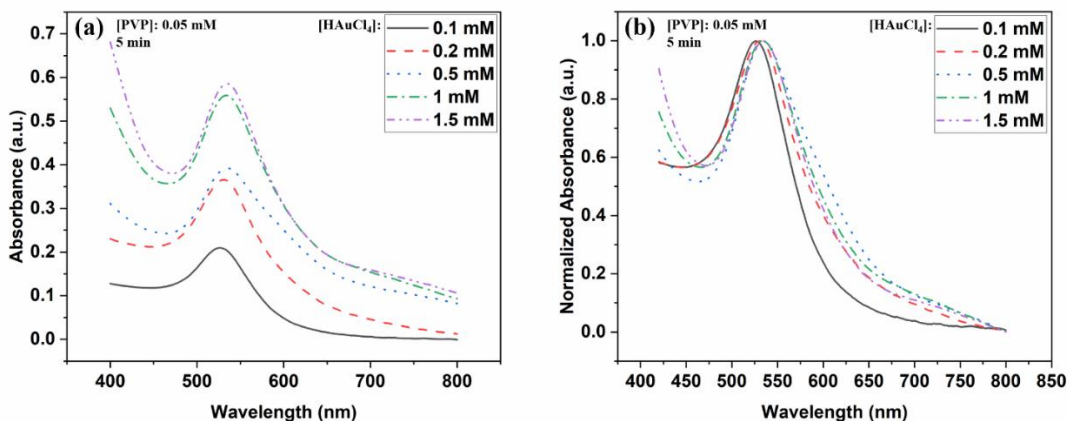 (a)
[PVP]: 0.05 mM
5 min
[HAuCl4]:
0.1 mM
0.2 mM
0.5 mM
1 mM
1.5 mM
Absorbance (a.u.)
0.7
0.6
0.5
0.4
0.3
0.2
0.1
0.0
400 500 600 700 800
Wavelength (nm)
(b)
[PVP]: 0.05 mM
5 min
[HAuCl4]:
0.1 mM
0.2 mM
0.5 mM
1 mM
1.5 mM
Normalized Absorbance (a.u.)
1.0
0.8
0.6
0.4
0.2
0.0
400 450 500 550 600 650 700 750 800 850
Wavelength (nm)